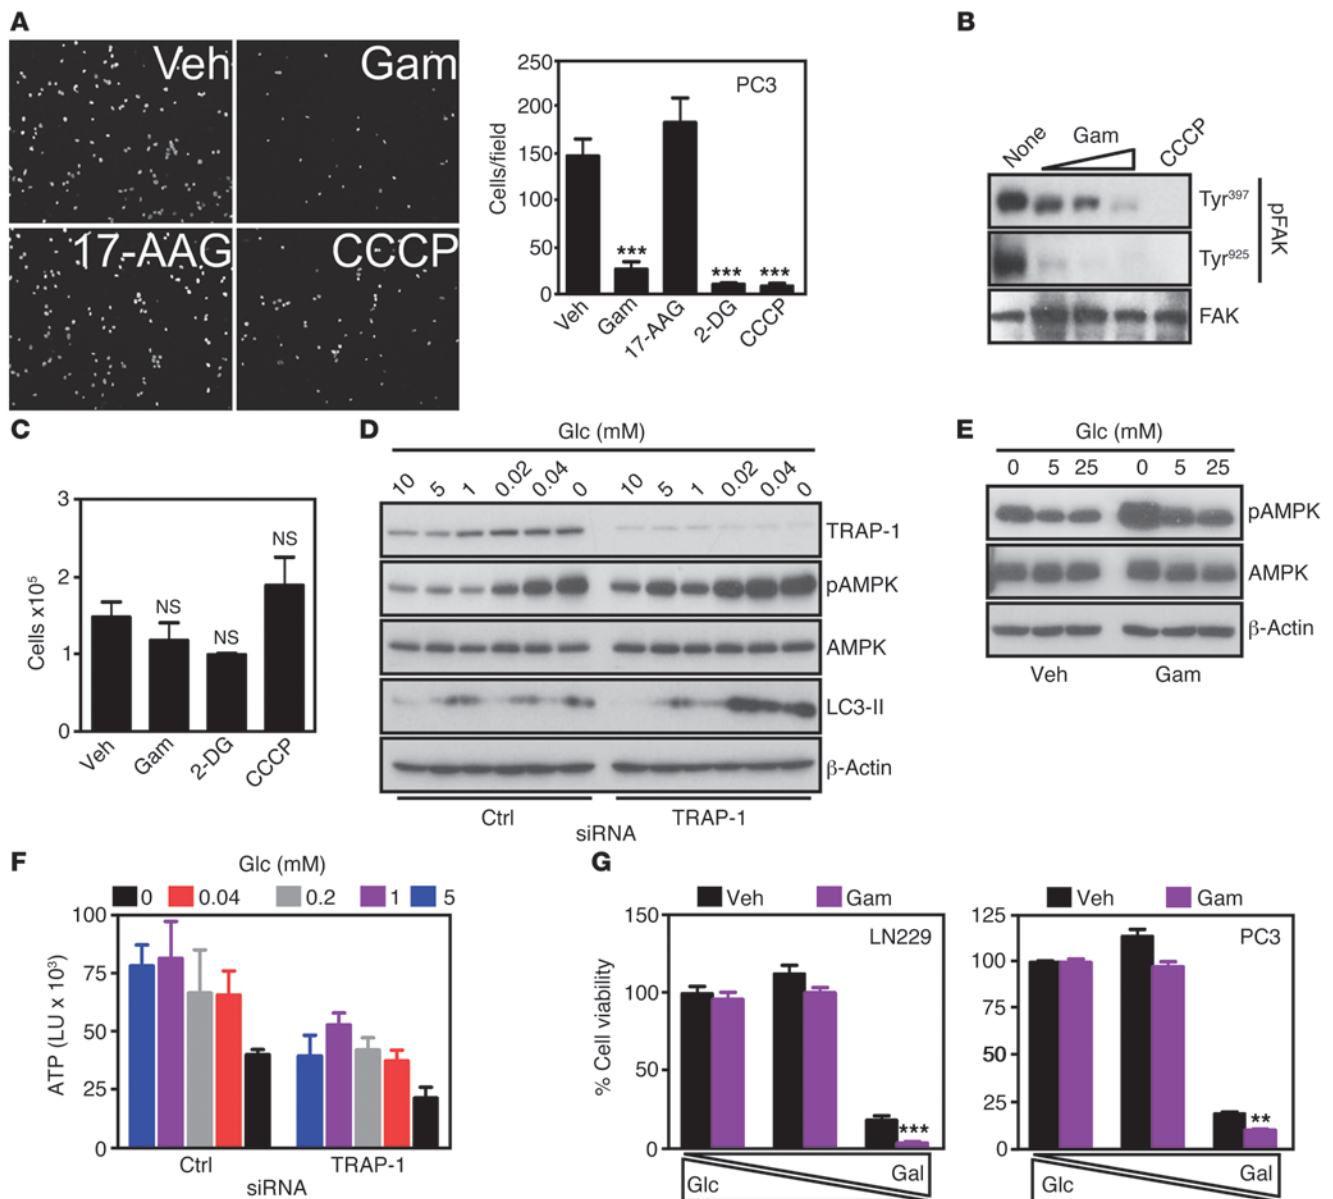 A
Veh
Gam
17-AAG
CCCP
250
200
150
100
50
0
Cells/field
PC3
***
***
***
Veh
Gam
17-AAG
2-DG
CCCP
B
None
Gam
CCCP
Tyr397
Tyr925
pFAK
FAK
C
3
2
1
0
Cells x10⁵
NS
NS
NS
Veh
Gam
2-DG
CCCP
D
Glc (mM)
10 5 1 0.02 0.04 0 10 5 1 0.02 0.04 0
TRAP-1
pAMPK
AMPK
LC3-II
β-Actin
Ctrl
TRAP-1
siRNA
E
Glc (mM)
0 5 25 0 5 25
pAMPK
AMPK
β-Actin
Veh
Gam
F
Glc (mM)
0 0.04 0.2 1 5
100
75
50
25
0
ATP (LU x 10³)
Ctrl
TRAP-1
siRNA
G
Veh Gam
150
100
50
0
% Cell viability
LN229
***
Glc
Gal
Veh Gam
125
100
75
50
25
0
PC3
**
Glc
Gal